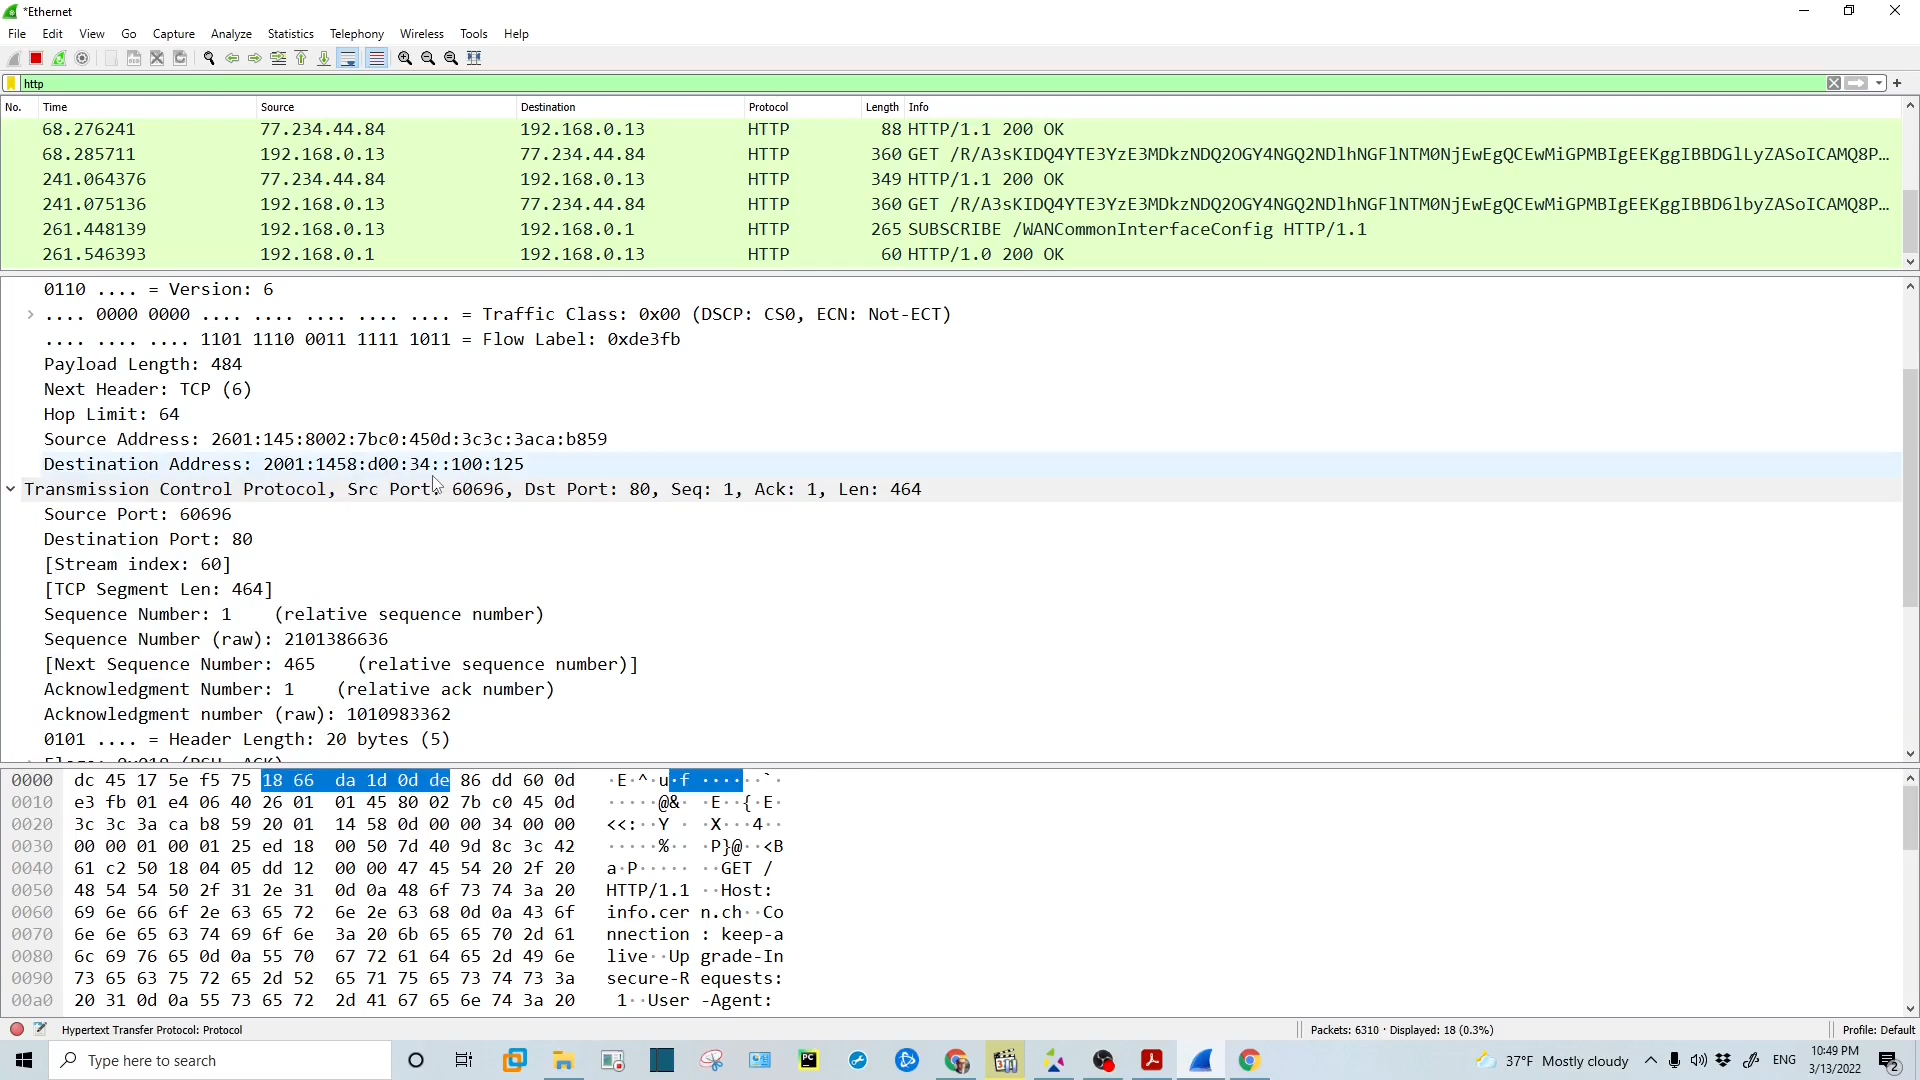 *Ethernet
File Edit View Go Capture Analyze Statistics Telephony Wireless Tools Help
http
No. Time Source Destination Protocol Length Info
68.276241 77.234.44.84 192.168.0.13 HTTP 88 HTTP/1.1 200 OK
68.285711 192.168.0.13 77.234.44.84 HTTP 360 GET /R/A3sKIDQ4YTE3YzE3MDkzNDQ2OGY4NGQ2NDlhNGFlNTM0NjEwEgQCEwMiGPMBIgEEKggIBBDGlLyZASoICAMQ8P…
241.064376 77.234.44.84 192.168.0.13 HTTP 349 HTTP/1.1 200 OK
241.075136 192.168.0.13 77.234.44.84 HTTP 360 GET /R/A3sKIDQ4YTE3YzE3MDkzNDQ2OGY4NGQ2NDlhNGFlNTM0NjEwEgQCEwMiGPMBIgEEKggIBBD6lbyZASoICAMQ8P…
261.448139 192.168.0.13 192.168.0.1 HTTP 265 SUBSCRIBE /WANCommonInterfaceConfig HTTP/1.1
261.546393 192.168.0.1 192.168.0.13 HTTP 60 HTTP/1.0 200 OK
0110 .... = Version: 6
.... 0000 0000 .... .... .... .... .... = Traffic Class: 0x00 (DSCP: CS0, ECN: Not-ECT)
.... .... .... 1101 1110 0011 1111 1011 = Flow Label: 0xde3fb
Payload Length: 484
Next Header: TCP (6)
Hop Limit: 64
Source Address: 2601:145:8002:7bc0:450d:3c3c:3aca:b859
Destination Address: 2001:1458:d00:34::100:125
Transmission Control Protocol, Src Port: 60696, Dst Port: 80, Seq: 1, Ack: 1, Len: 464
Source Port: 60696
Destination Port: 80
[Stream index: 60]
[TCP Segment Len: 464]
Sequence Number: 1 (relative sequence number)
Sequence Number (raw): 2101386636
[Next Sequence Number: 465 (relative sequence number)]
Acknowledgment Number: 1 (relative ack number)
Acknowledgment number (raw): 1010983362
0101 .... = Header Length: 20 bytes (5)
Flags: 0x018 (PSH, ACK)
0000 dc 45 17 5e f5 75 18 66 da 1d 0d de 86 dd 60 0d ·E·^·u·f ······`·
0010 e3 fb 01 e4 06 40 26 01 01 45 80 02 7b c0 45 0d ·····@&· ·E··{·E·
0020 3c 3c 3a ca b8 59 20 01 14 58 0d 00 00 34 00 00 <<:··Y · ·X···4··
0030 00 00 01 00 01 25 ed 18 00 50 7d 40 9d 8c 3c 42 ·····%·· ·P}@··<B
0040 61 c2 50 18 04 05 dd 12 00 00 47 45 54 20 2f 20 a·P····· ··GET /
0050 48 54 54 50 2f 31 2e 31 0d 0a 48 6f 73 74 3a 20 HTTP/1.1 ··Host:
0060 69 6e 66 6f 2e 63 65 72 6e 2e 63 68 0d 0a 43 6f info.cer n.ch··Co
0070 6e 6e 65 63 74 69 6f 6e 3a 20 6b 65 65 70 2d 61 nnection : keep-a
0080 6c 69 76 65 0d 0a 55 70 67 72 61 64 65 2d 49 6e live··Up grade-In
0090 73 65 63 75 72 65 2d 52 65 71 75 65 73 74 73 3a secure-R equests:
00a0 20 31 0d 0a 55 73 65 72 2d 41 67 65 6e 74 3a 20 1··User -Agent:
Hypertext Transfer Protocol: Protocol Packets: 6310 · Displayed: 18 (0.3%) Profile: Default
Type here to search PC 37°F Mostly cloudy ENG 10:49 PM
3/13/2022 2